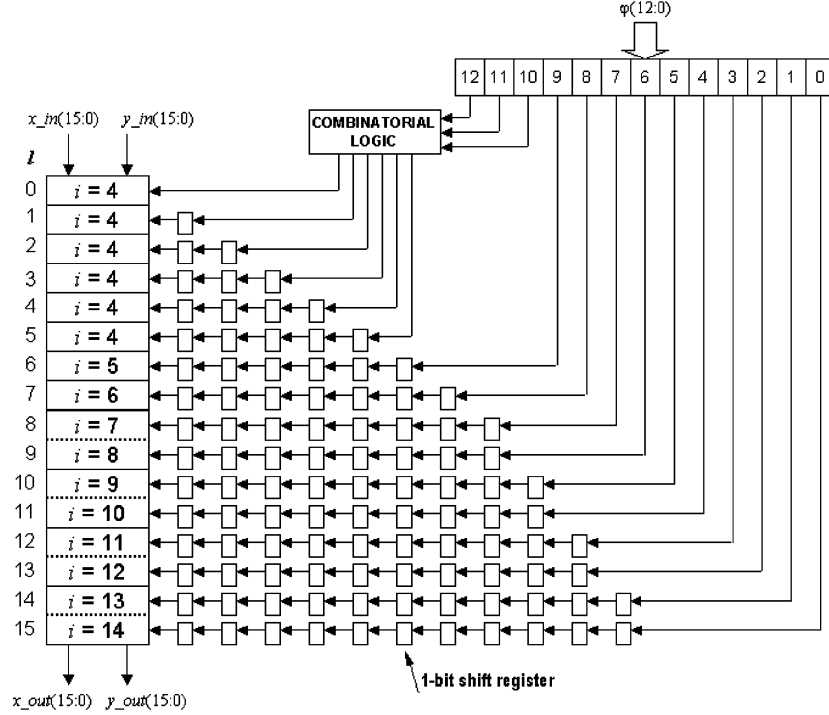 φ(12:0)
12 11 10 9 8 7 6 5 4 3 2 1 0
x_in(15:0) y_in(15:0)
COMBINATORIAL
LOGIC
l
0 i = 4
1 i = 4
2 i = 4
3 i = 4
4 i = 4
5 i = 4
6 i = 5
7 i = 6
8 i = 7
9 i = 8
10 i = 9
11 i = 10
12 i = 11
13 i = 12
14 i = 13
15 i = 14
1-bit shift register
x_out(15:0) y_out(15:0)